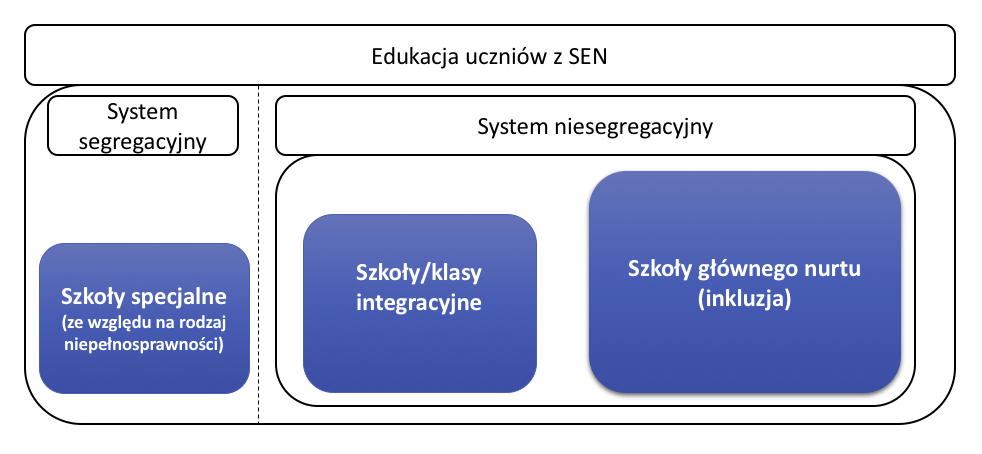 Edukacja uczniów z SEN
System
segregacyjny
System niesegregacyjny
Szkoły specjalne
(ze względu na rodzaj
niepełnosprawności)
Szkoły/klasy
integracyjne
Szkoły głównego nurtu
(inkluzja)